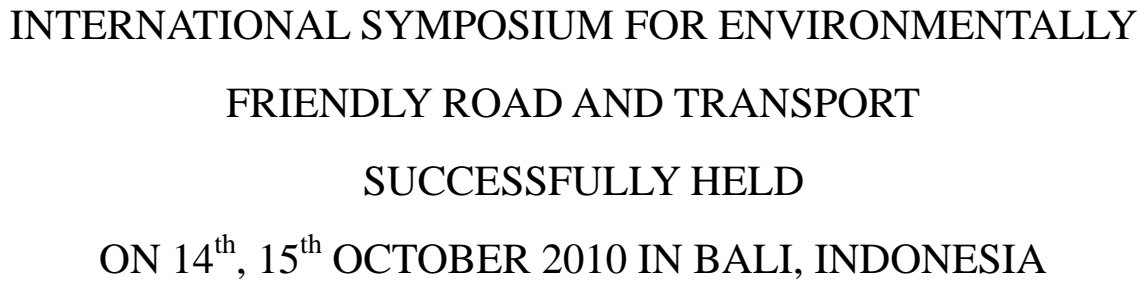 INTERNATIONAL SYMPOSIUM FOR ENVIRONMENTALLY
FRIENDLY ROAD AND TRANSPORT
SUCCESSFULLY HELD
ON 14th, 15th OCTOBER 2010 IN BALI, INDONESIA